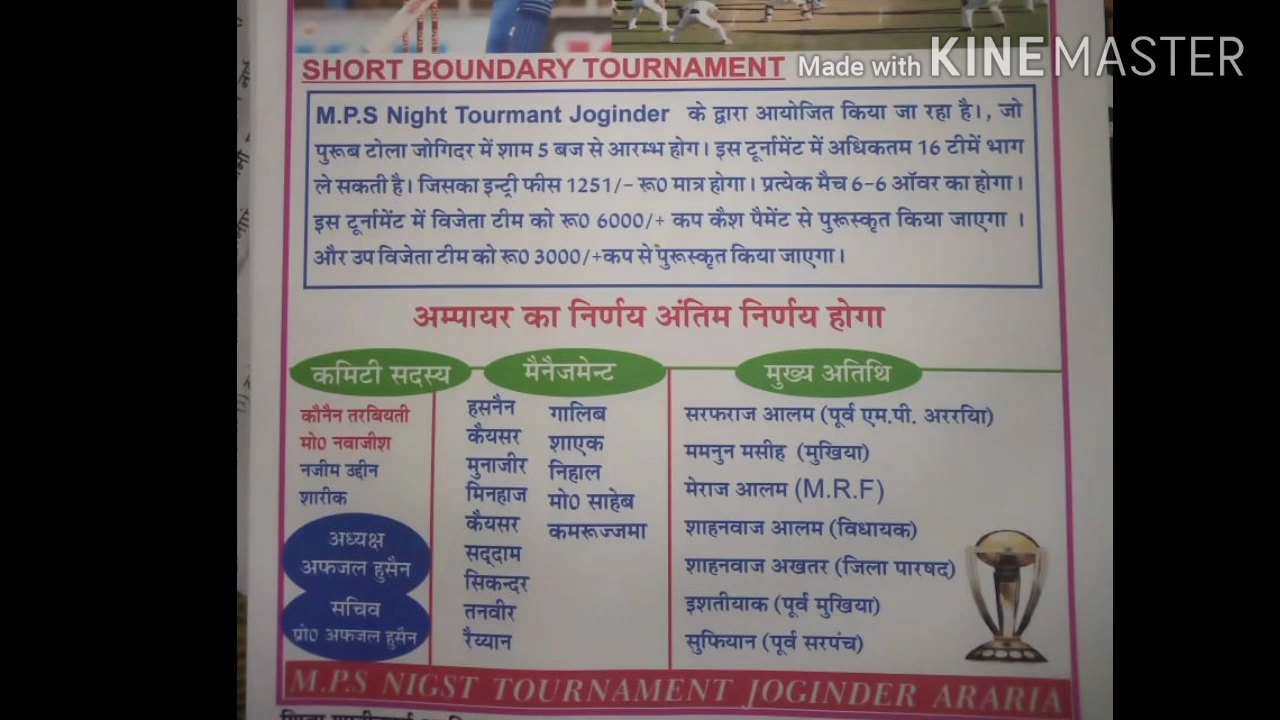 SHORT BOUNDARY TOURNAMENT
Made with KINEMASTER
M.P.S Night Tourmant Joginder के द्वारा आयोजित किया जा रहा है।, जो
पुरूब टोला जोगिदर में शाम 5 बज से आरम्भ होग। इस टूर्नामेंट में अधिकतम 16 टीमें भाग
ले सकती है। जिसका इन्ट्री फीस 1251/- रू0 मात्र होगा। प्रत्येक मैच 6-6 ऑवर का होगा।
इस टूर्नामेंट में विजेता टीम को रू0 6000/+ कप कैश पैमेंट से पुरूस्कृत किया जाएगा ।
और उप विजेता टीम को रू0 3000/+कप से पुरूस्कृत किया जाएगा।
अम्पायर का निर्णय अंतिम निर्णय होगा
कमिटी सदस्य
कौनैन तरबियती
मो0 नवाजीश
नजीम उद्दीन
शारीक
अध्यक्ष
अफजल हुसैन
सचिव
प्रो0 अफजल हुसैन
मैनैजमेन्ट
हसनैन
कैयसर
मुनाजीर
मिनहाज
कैयसर
सद्दाम
सिकन्दर
तनवीर
रैय्यान
गालिब
शाएक
निहाल
मो0 साहेब
कमरूज्जमा
मुख्य अतिथि
सरफराज आलम (पूर्व एम.पी. अररयिा)
ममनुन मसीह (मुखिया)
मेराज आलम (M.R.F)
शाहनवाज आलम (विधायक)
शाहनवाज अखतर (जिला पारषद)
इशतीयाक (पूर्व मुखिया)
सुफियान (पूर्व सरपंच)
M.P.S NIGST TOURNAMENT JOGINDER ARARIA